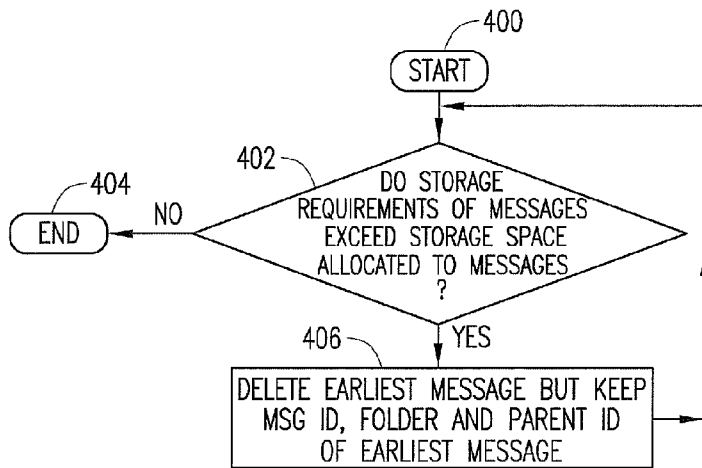 400
START
402
404
DO STORAGE
REQUIREMENTS OF MESSAGES
EXCEED STORAGE SPACE
ALLOCATED TO MESSAGES
?
NO
END
YES
406
DELETE EARLIEST MESSAGE BUT KEEP
MSG ID, FOLDER AND PARENT ID
OF EARLIEST MESSAGE